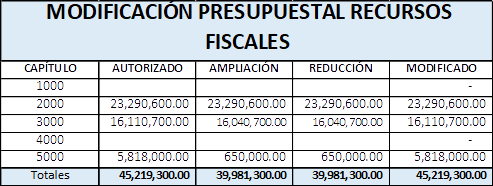 MODIFICACIÓN PRESUPUESTAL RECURSOS
FISCALES
CAPÍTULO AUTORIZADO AMPLIACIÓN REDUCCIÓN MODIFICADO
1000 -
2000 23,290,600.00 23,290,600.00 23,290,600.00 23,290,600.00
3000 16,110,700.00 16,040,700.00 16,040,700.00 16,110,700.00
4000 -
5000 5,818,000.00 650,000.00 650,000.00 5,818,000.00
Totales 45,219,300.00 39,981,300.00 39,981,300.00 45,219,300.00